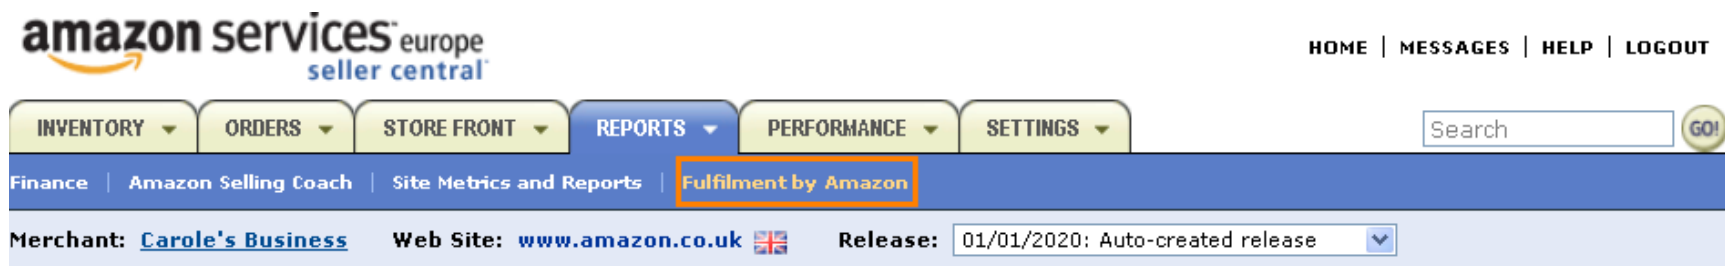 amazon services europe
seller central
HOME | MESSAGES | HELP | LOGOUT
INVENTORY ORDERS STORE FRONT REPORTS PERFORMANCE SETTINGS Search GO!
Finance | Amazon Selling Coach | Site Metrics and Reports | Fulfilment by Amazon
Merchant: Carole's Business Web Site: www.amazon.co.uk Release: 01/01/2020: Auto-created release